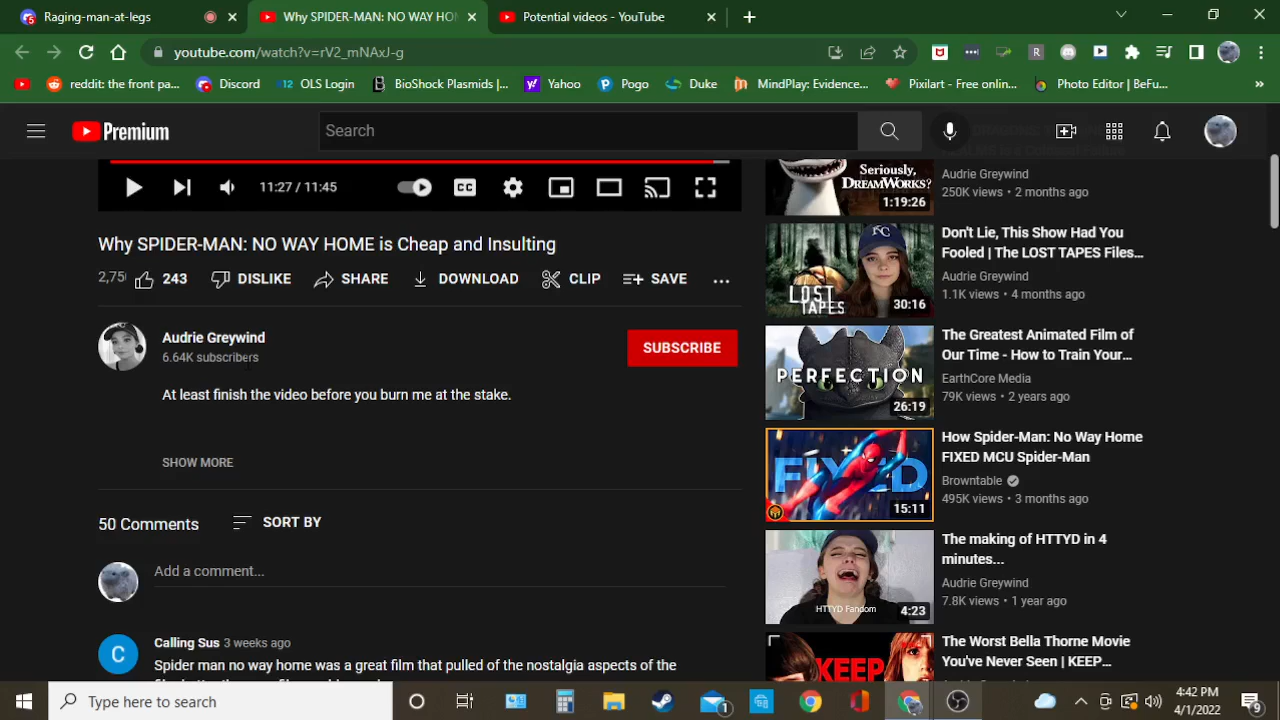 Raging-man-at-legs
Why SPIDER-MAN: NO WAY HO
Potential videos - YouTube
youtube.com/watch?v=rV2_mNAxJ-g
reddit: the front pa...
Discord
12 OLS Login
BioShock Plasmids |...
Yahoo
Pogo
Duke
MindPlay: Evidence...
Pixilart - Free onlin...
Photo Editor | BeFu...
Premium
Search
11:27 / 11:45
CC
Why SPIDER-MAN: NO WAY HOME is Cheap and Insulting
243
DISLIKE
SHARE
DOWNLOAD
CLIP
SAVE
Audrie Greywind
6.64K subscribers
SUBSCRIBE
At least finish the video before you burn me at the stake.
SHOW MORE
50 Comments
SORT BY
Add a comment...
C
Calling Sus 3 weeks ago
Spider man no way home was a great film that pulled of the nostalgia aspects of the
Seriously,
DREAMWORKS?
1:19:26
Audrie Greywind
250K views • 2 months ago
KC
LOST
TAPES
30:16
Don't Lie, This Show Had You
Fooled | The LOST TAPES Files...
Audrie Greywind
1.1K views • 4 months ago
PERFECTION
26:19
The Greatest Animated Film of
Our Time - How to Train Your...
EarthCore Media
79K views • 2 years ago
FIXED
15:11
How Spider-Man: No Way Home
FIXED MCU Spider-Man
Browntable
495K views • 3 months ago
HTTYD Fandom
4:23
The making of HTTYD in 4
minutes...
Audrie Greywind
7.8K views • 1 year ago
KEEP
The Worst Bella Thorne Movie
You've Never Seen | KEEP...
Type here to search
1
4:42 PM
4/1/2022
9